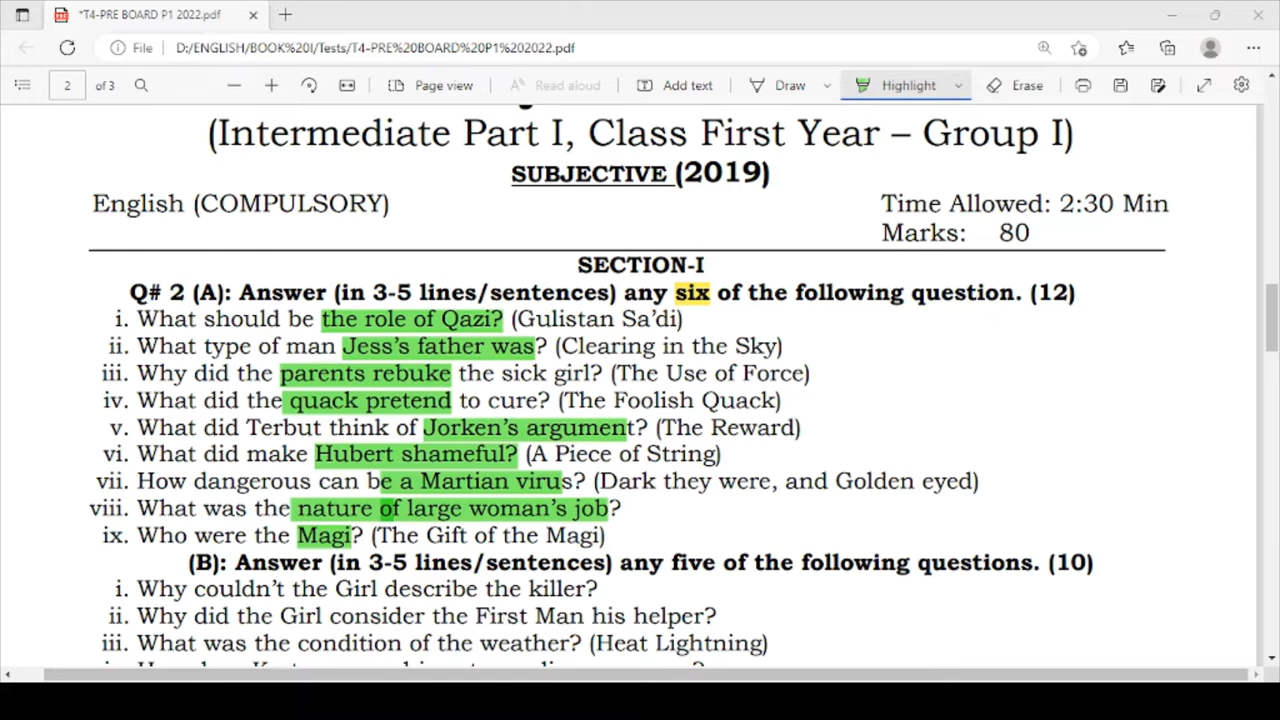 *T4-PRE BOARD P1 2022.pdf
File D:/ENGLISH/BOOK%20I/Tests/T4-PRE%20BOARD%20P1%202022.pdf
2 of 3 Page view Read aloud Add text Draw Highlight Erase
(Intermediate Part I, Class First Year – Group I)
SUBJECTIVE (2019)
English (COMPULSORY) Time Allowed: 2:30 Min
Marks: 80
SECTION-I
Q# 2 (A): Answer (in 3-5 lines/sentences) any six of the following question. (12)
i. What should be the role of Qazi? (Gulistan Sa’di)
ii. What type of man Jess’s father was? (Clearing in the Sky)
iii. Why did the parents rebuke the sick girl? (The Use of Force)
iv. What did the quack pretend to cure? (The Foolish Quack)
v. What did Terbut think of Jorken’s argument? (The Reward)
vi. What did make Hubert shameful? (A Piece of String)
vii. How dangerous can be a Martian virus? (Dark they were, and Golden eyed)
viii. What was the nature of large woman’s job?
ix. Who were the Magi? (The Gift of the Magi)
(B): Answer (in 3-5 lines/sentences) any five of the following questions. (10)
i. Why couldn’t the Girl describe the killer?
ii. Why did the Girl consider the First Man his helper?
iii. What was the condition of the weather? (Heat Lightning)